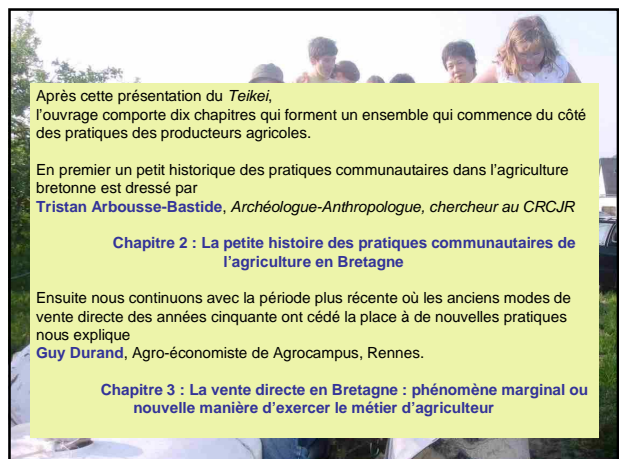 Après cette présentation du Teikei,
l'ouvrage comporte dix chapitres qui forment un ensemble qui commence du côté
des pratiques des producteurs agricoles.
En premier un petit historique des pratiques communautaires dans l'agriculture
bretonne est dressé par
Tristan Arbousse-Bastide, Archéologue-Anthropologue, chercheur au CRCJR
Chapitre 2 : La petite histoire des pratiques communautaires de
l'agriculture en Bretagne
Ensuite nous continuons avec la période plus récente où les anciens modes de
vente directe des années cinquante ont cédé la place à de nouvelles pratiques
nous explique
Guy Durand, Agro-économiste de Agrocampus, Rennes.
Chapitre 3 : La vente directe en Bretagne : phénomène marginal ou
nouvelle manière d'exercer le métier d'agriculteur